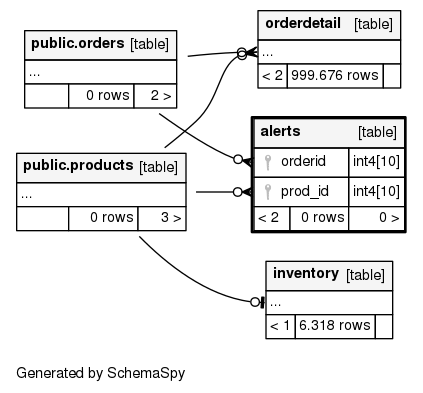 public.orders [table]
...
0 rows 2 >
orderdetail [table]
...
< 2 999.676 rows
alerts [table]
orderid int4[10]
prod_id int4[10]
< 2 0 rows 0 >
public.products [table]
...
0 rows 3 >
inventory [table]
...
< 1 6.318 rows
Generated by SchemaSpy